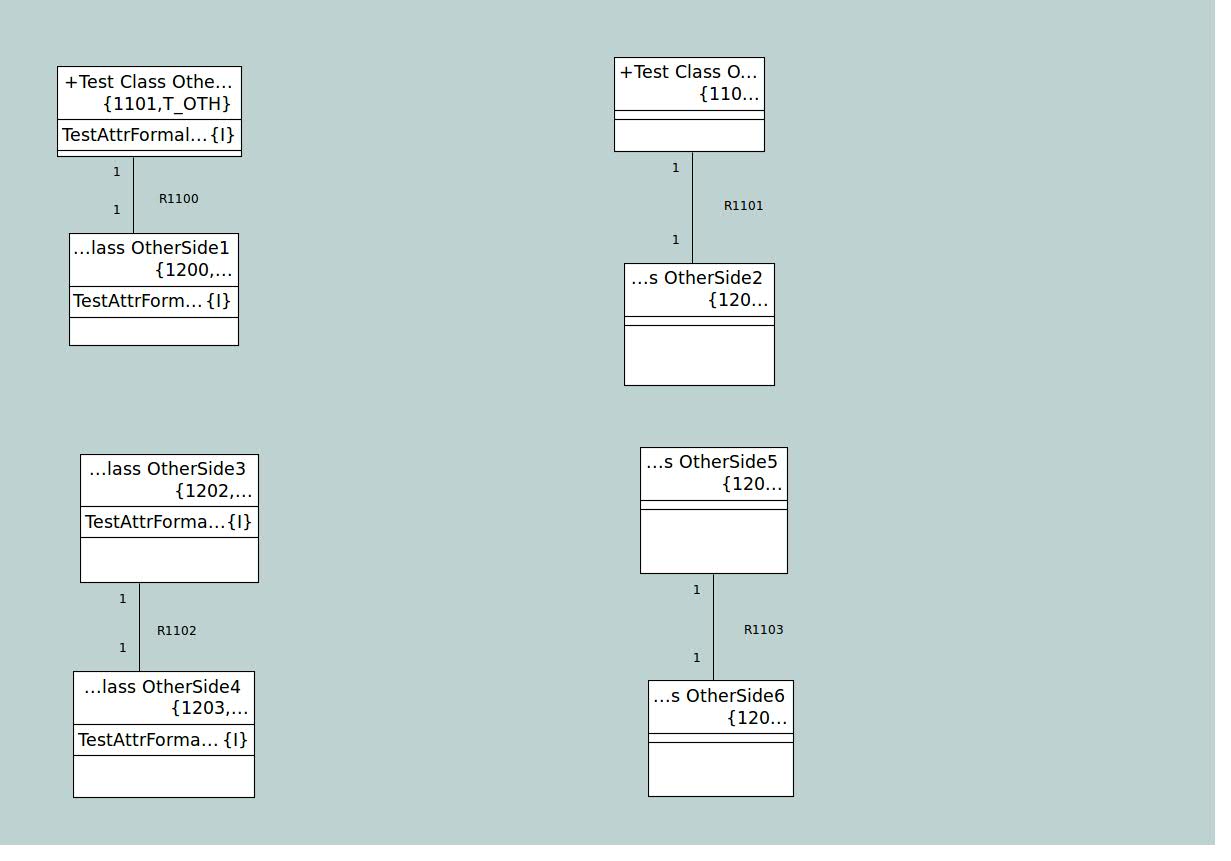 +Test Class Othe...
{1101,T_OTH}
TestAttrFormal... {I}
1
R1100
1
...lass OtherSide1
{1200,...
TestAttrForm... {I}
+Test Class O...
{110...
1
R1101
1
...s OtherSide2
{120...
...lass OtherSide3
{1202,...
TestAttrForma... {I}
1
R1102
1
...lass OtherSide4
{1203,...
TestAttrForma... {I}
...s OtherSide5
{120...
1
R1103
1
...s OtherSide6
{120...